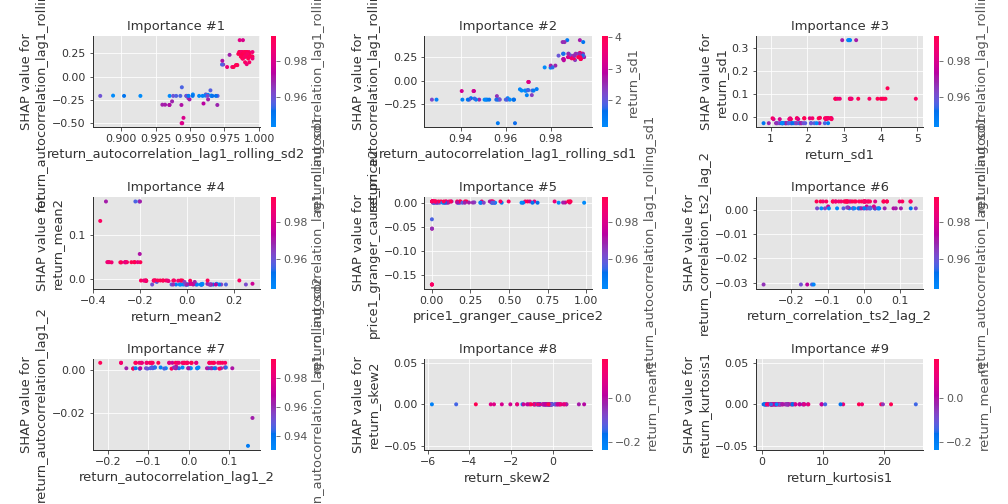 Importance #1
SHAP value for
return_autocorrelation_lag1_rolling
0.25
0.00
−0.25
−0.50
0.900
0.925
0.950
0.975
1.000
return_autocorrelation_lag1_rolling_sd2
0.98
0.96
Importance #2
SHAP value for
return_autocorrelation_lag1_rolling
0.25
0.00
−0.25
0.94
0.96
0.98
return_autocorrelation_lag1_rolling_sd1
4
3
2
return_sd1
Importance #3
SHAP value for
return_sd1
0.3
0.2
0.1
0.0
1
2
3
4
5
return_sd1
0.98
0.96
Importance #4
SHAP value for
return_mean2
0.1
0.0
−0.4
−0.2
0.0
0.2
return_mean2
0.98
0.96
Importance #5
SHAP value for
price1_granger_cause_price2
0.00
−0.05
−0.10
−0.15
0.00
0.25
0.50
0.75
1.00
price1_granger_cause_price2
0.98
0.96
return_autocorrelation_lag1_rolling_sd1
Importance #6
SHAP value for
return_correlation_ts2_lag_2
0.00
−0.01
−0.02
−0.03
−0.2
−0.1
0.0
0.1
return_correlation_ts2_lag_2
0.98
0.96
Importance #7
SHAP value for
return_autocorrelation_lag1_2
0.00
−0.02
−0.2
−0.1
0.0
0.1
return_autocorrelation_lag1_2
0.98
0.96
0.94
Importance #8
SHAP value for
return_skew2
0.05
0.00
−0.05
−6
−4
−2
0
return_skew2
0.0
−0.2
return_mean1
Importance #9
SHAP value for
return_kurtosis1
0.05
0.00
−0.05
0
10
20
return_kurtosis1
0.0
−0.2
return_mean1